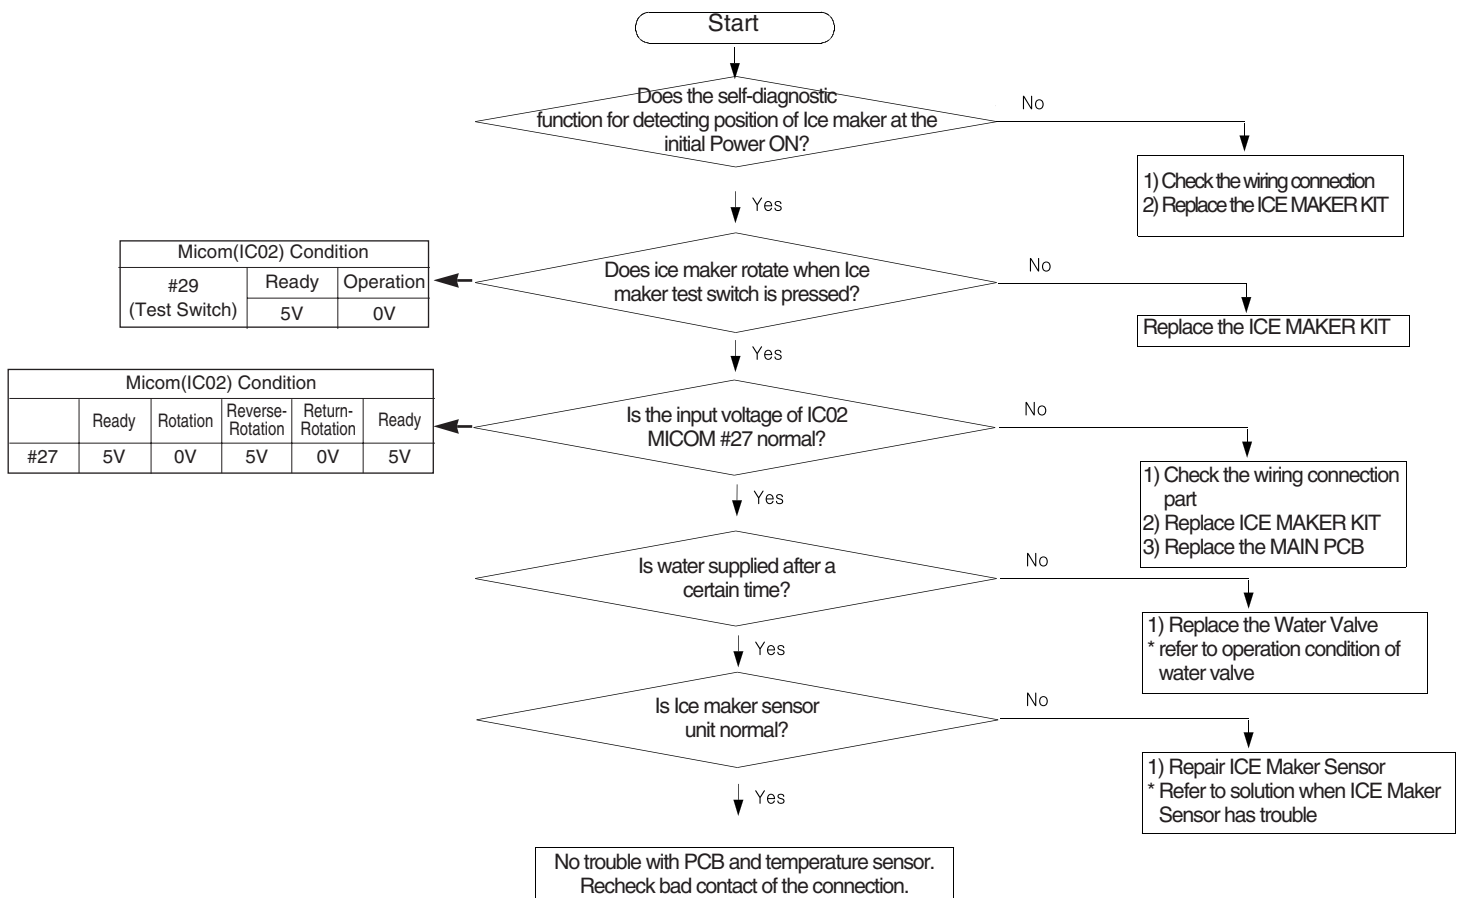 Start
Does the self-diagnostic
function for detecting position of Ice maker at the
initial Power ON?
No
1) Check the wiring connection
2) Replace the ICE MAKER KIT
Yes
Micom(IC02) Condition
#29
(Test Switch)
Ready
Operation
5V
0V
Does ice maker rotate when Ice
maker test switch is pressed?
No
Replace the ICE MAKER KIT
Yes
Micom(IC02) Condition
Ready
Rotation
Reverse-
Rotation
Return-
Rotation
Ready
#27
5V
0V
5V
0V
5V
Is the input voltage of IC02
MICOM #27 normal?
No
1) Check the wiring connection
part
2) Replace ICE MAKER KIT
3) Replace the MAIN PCB
Yes
Is water supplied after a
certain time?
No
1) Replace the Water Valve
* refer to operation condition of
water valve
Yes
Is Ice maker sensor
unit normal?
No
1) Repair ICE Maker Sensor
* Refer to solution when ICE Maker
Sensor has trouble
Yes
No trouble with PCB and temperature sensor.
Recheck bad contact of the connection.